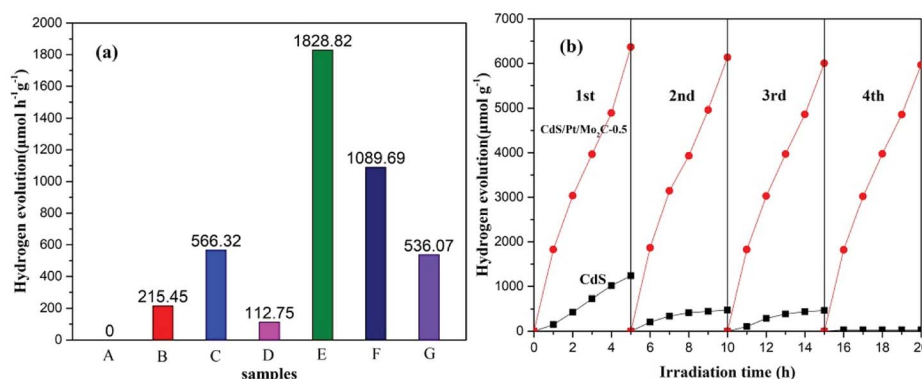 (a)
Hydrogen evolution(μmol h⁻¹g⁻¹)
2000
1800
1600
1400
1200
1000
800
600
400
200
0
0
215.45
566.32
112.75
1828.82
1089.69
536.07
A B C D E F G
samples
(b)
Hydrogen evolution(μmol g⁻¹)
7000
6000
5000
4000
3000
2000
1000
0
1st 2nd 3rd 4th
CdS/Pt/Mo₂C-0.5
CdS
0 2 4 6 8 10 12 14 16 18 20
Irradiation time (h)